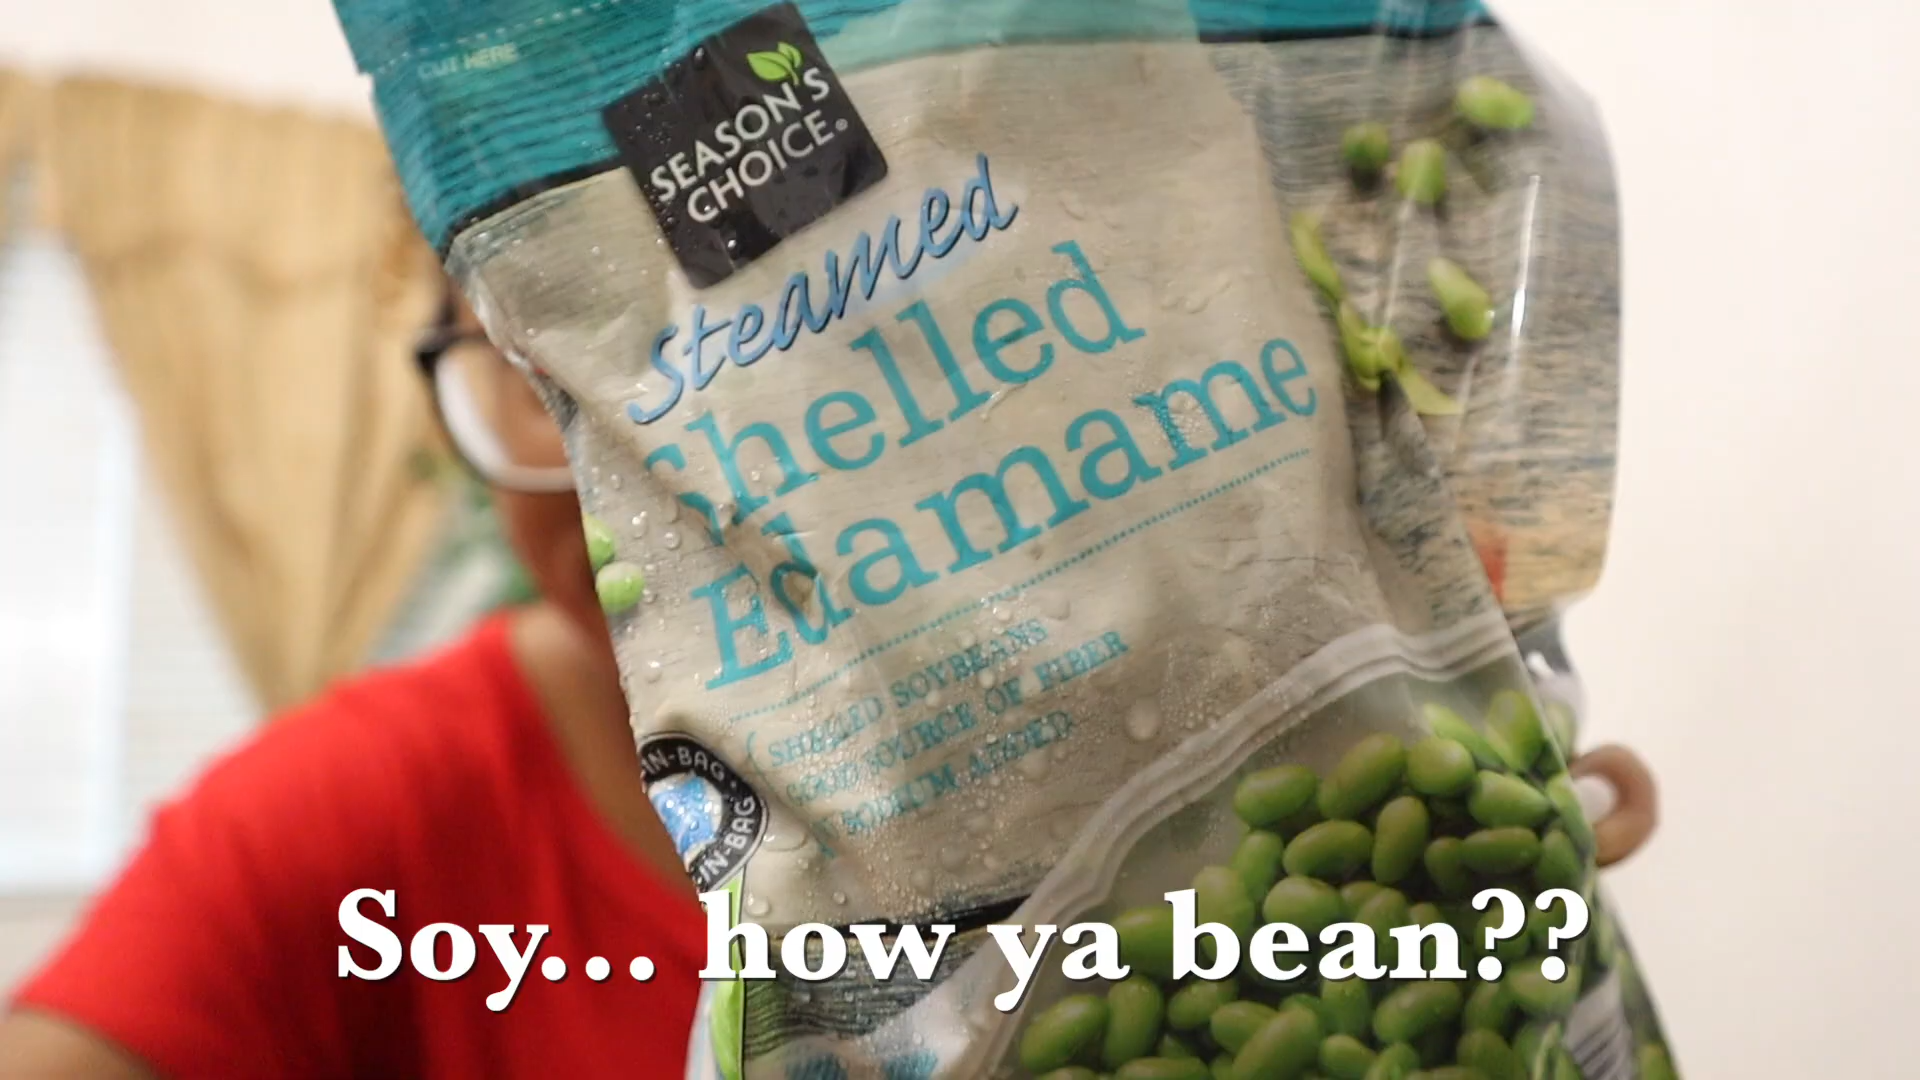 CUT HERE
SEASON'S
CHOICE®
Steamed
Shelled
Edamame
SHELLED SOYBEANS
GOOD SOURCE OF FIBER
SODIUM ADDED
IN-BAG •
IN-BAG
Soy... how ya bean??